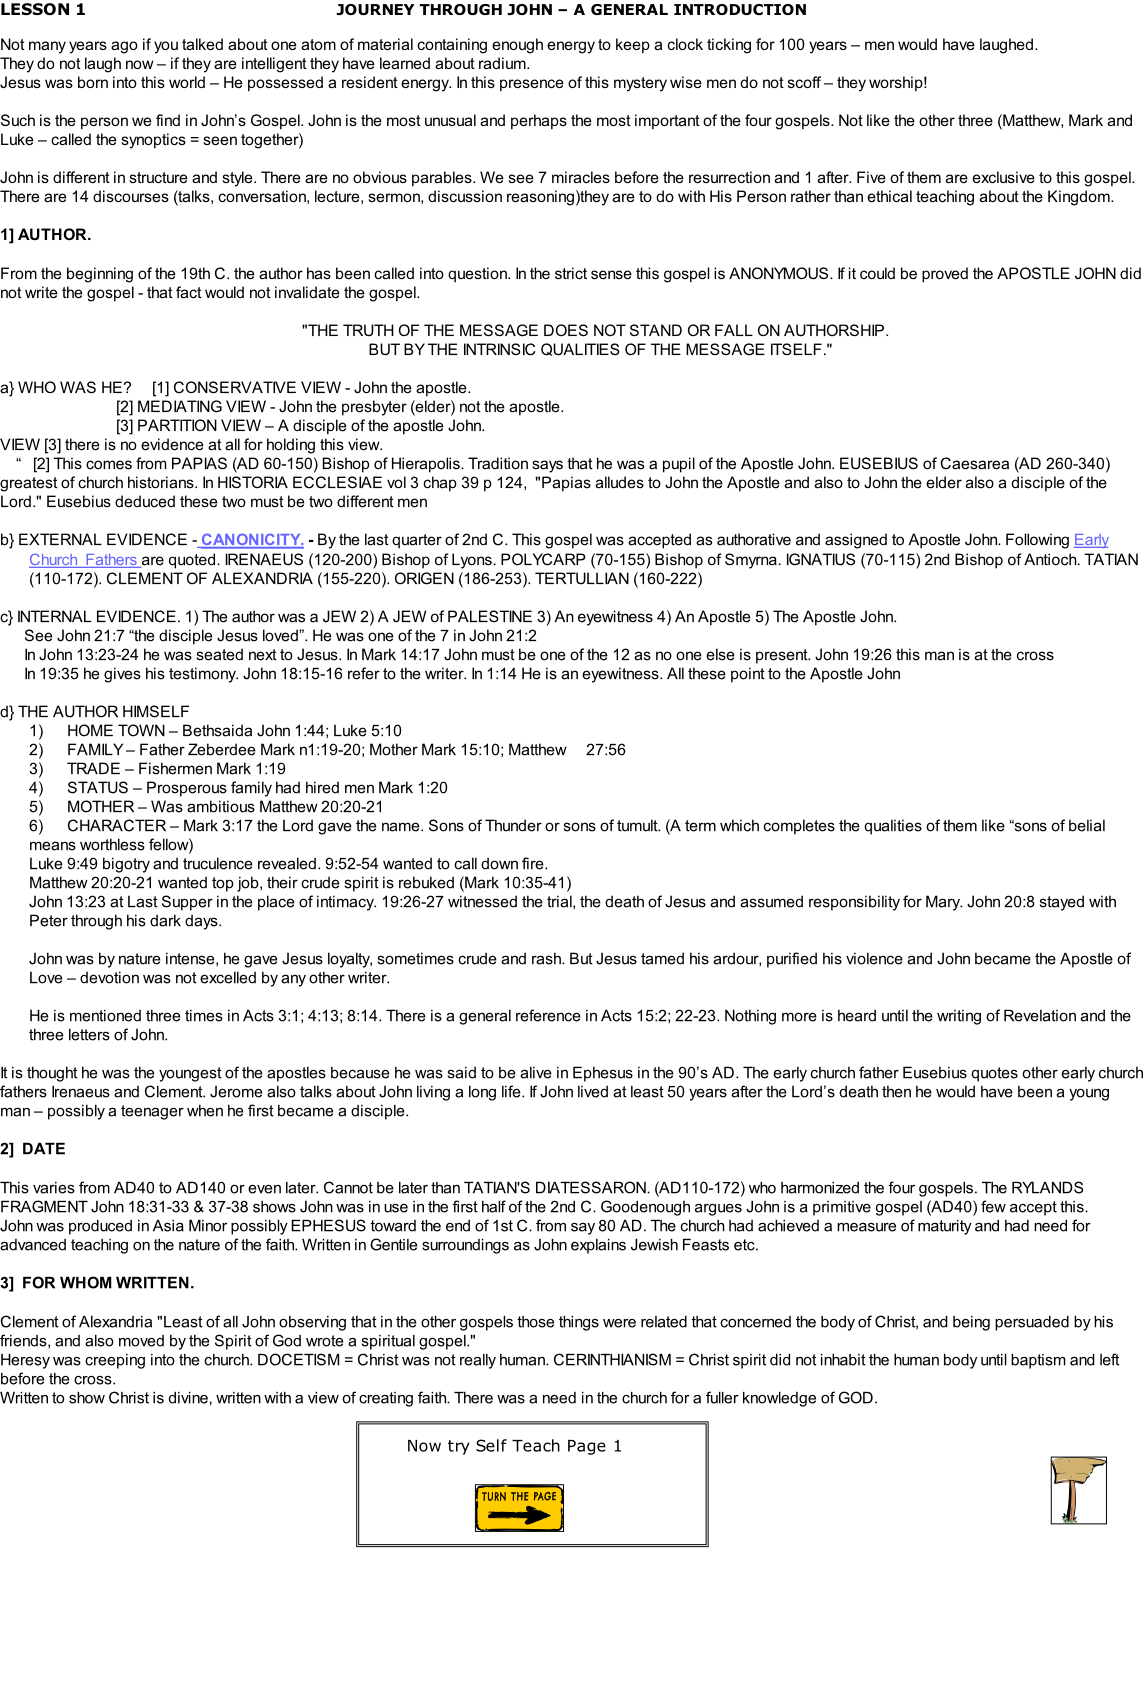 LESSON 1 JOURNEY THROUGH JOHN – A GENERAL INTRODUCTION
Not many years ago if you talked about one atom of material containing enough energy to keep a clock ticking for 100 years – men would have laughed.
They do not laugh now – if they are intelligent they have learned about radium.
Jesus was born into this world – He possessed a resident energy. In this presence of this mystery wise men do not scoff – they worship!
Such is the person we find in John's Gospel. John is the most unusual and perhaps the most important of the four gospels. Not like the other three (Matthew, Mark and
Luke – called the synoptics = seen together)
John is different in structure and style. There are no obvious parables. We see 7 miracles before the resurrection and 1 after. Five of them are exclusive to this gospel.
There are 14 discourses (talks, conversation, lecture, sermon, discussion reasoning)they are to do with His Person rather than ethical teaching about the Kingdom.
1] AUTHOR.
From the beginning of the 19th C. the author has been called into question. In the strict sense this gospel is ANONYMOUS. If it could be proved the APOSTLE JOHN did
not write the gospel - that fact would not invalidate the gospel.
"THE TRUTH OF THE MESSAGE DOES NOT STAND OR FALL ON AUTHORSHIP.
BUT BY THE INTRINSIC QUALITIES OF THE MESSAGE ITSELF."
a} WHO WAS HE? [1] CONSERVATIVE VIEW - John the apostle.
[2] MEDIATING VIEW - John the presbyter (elder) not the apostle.
[3] PARTITION VIEW – A disciple of the apostle John.
VIEW [3] there is no evidence at all for holding this view.
“ [2] This comes from PAPIAS (AD 60-150) Bishop of Hierapolis. Tradition says that he was a pupil of the Apostle John. EUSEBIUS of Caesarea (AD 260-340)
greatest of church historians. In HISTORIA ECCLESIAE vol 3 chap 39 p 124, "Papias alludes to John the Apostle and also to John the elder also a disciple of the
Lord." Eusebius deduced these two must be two different men
b} EXTERNAL EVIDENCE - CANONICITY. - By the last quarter of 2nd C. This gospel was accepted as authorative and assigned to Apostle John. Following Early
Church Fathers are quoted. IRENAEUS (120-200) Bishop of Lyons. POLYCARP (70-155) Bishop of Smyrna. IGNATIUS (70-115) 2nd Bishop of Antioch. TATIAN
(110-172). CLEMENT OF ALEXANDRIA (155-220). ORIGEN (186-253). TERTULLIAN (160-222)
c} INTERNAL EVIDENCE. 1) The author was a JEW 2) A JEW of PALESTINE 3) An eyewitness 4) An Apostle 5) The Apostle John.
See John 21:7 “the disciple Jesus loved”. He was one of the 7 in John 21:2
In John 13:23-24 he was seated next to Jesus. In Mark 14:17 John must be one of the 12 as no one else is present. John 19:26 this man is at the cross
In 19:35 he gives his testimony. John 18:15-16 refer to the writer. In 1:14 He is an eyewitness. All these point to the Apostle John
d} THE AUTHOR HIMSELF
1) HOME TOWN – Bethsaida John 1:44; Luke 5:10
2) FAMILY – Father Zeberdee Mark n1:19-20; Mother Mark 15:10; Matthew 27:56
3) TRADE – Fishermen Mark 1:19
4) STATUS – Prosperous family had hired men Mark 1:20
5) MOTHER – Was ambitious Matthew 20:20-21
6) CHARACTER – Mark 3:17 the Lord gave the name. Sons of Thunder or sons of tumult. (A term which completes the qualities of them like “sons of belial
means worthless fellow)
Luke 9:49 bigotry and truculence revealed. 9:52-54 wanted to call down fire.
Matthew 20:20-21 wanted top job, their crude spirit is rebuked (Mark 10:35-41)
John 13:23 at Last Supper in the place of intimacy. 19:26-27 witnessed the trial, the death of Jesus and assumed responsibility for Mary. John 20:8 stayed with
Peter through his dark days.
John was by nature intense, he gave Jesus loyalty, sometimes crude and rash. But Jesus tamed his ardour, purified his violence and John became the Apostle of
Love – devotion was not excelled by any other writer.
He is mentioned three times in Acts 3:1; 4:13; 8:14. There is a general reference in Acts 15:2; 22-23. Nothing more is heard until the writing of Revelation and the
three letters of John.
It is thought he was the youngest of the apostles because he was said to be alive in Ephesus in the 90's AD. The early church father Eusebius quotes other early church
fathers Irenaeus and Clement. Jerome also talks about John living a long life. If John lived at least 50 years after the Lord's death then he would have been a young
man – possibly a teenager when he first became a disciple.
2] DATE
This varies from AD40 to AD140 or even later. Cannot be later than TATIAN'S DIATESSARON. (AD110-172) who harmonized the four gospels. The RYLANDS
FRAGMENT John 18:31-33 & 37-38 shows John was in use in the first half of the 2nd C. Goodenough argues John is a primitive gospel (AD40) few accept this.
John was produced in Asia Minor possibly EPHESUS toward the end of 1st C. from say 80 AD. The church had achieved a measure of maturity and had need for
advanced teaching on the nature of the faith. Written in Gentile surroundings as John explains Jewish Feasts etc.
3] FOR WHOM WRITTEN.
Clement of Alexandria "Least of all John observing that in the other gospels those things were related that concerned the body of Christ, and being persuaded by his
friends, and also moved by the Spirit of God wrote a spiritual gospel."
Heresy was creeping into the church. DOCETISM = Christ was not really human. CERINTHIANISM = Christ spirit did not inhabit the human body until baptism and left
before the cross.
Written to show Christ is divine, written with a view of creating faith. There was a need in the church for a fuller knowledge of GOD.
Now try Self Teach Page 1
TURN THE PAGE